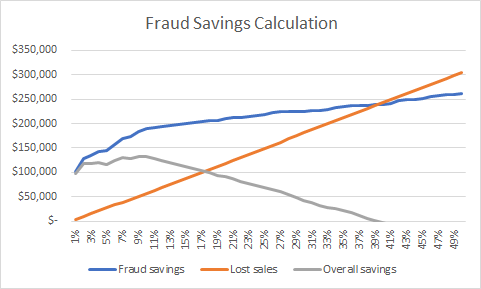 Fraud Savings Calculation
$350,000
$300,000
$250,000
$200,000
$150,000
$100,000
$50,000
$-
1% 3% 5% 7% 9% 11% 13% 15% 17% 19% 21% 23% 25% 27% 29% 31% 33% 35% 37% 39% 41% 43% 45% 47% 49%
Fraud savings Lost sales Overall savings